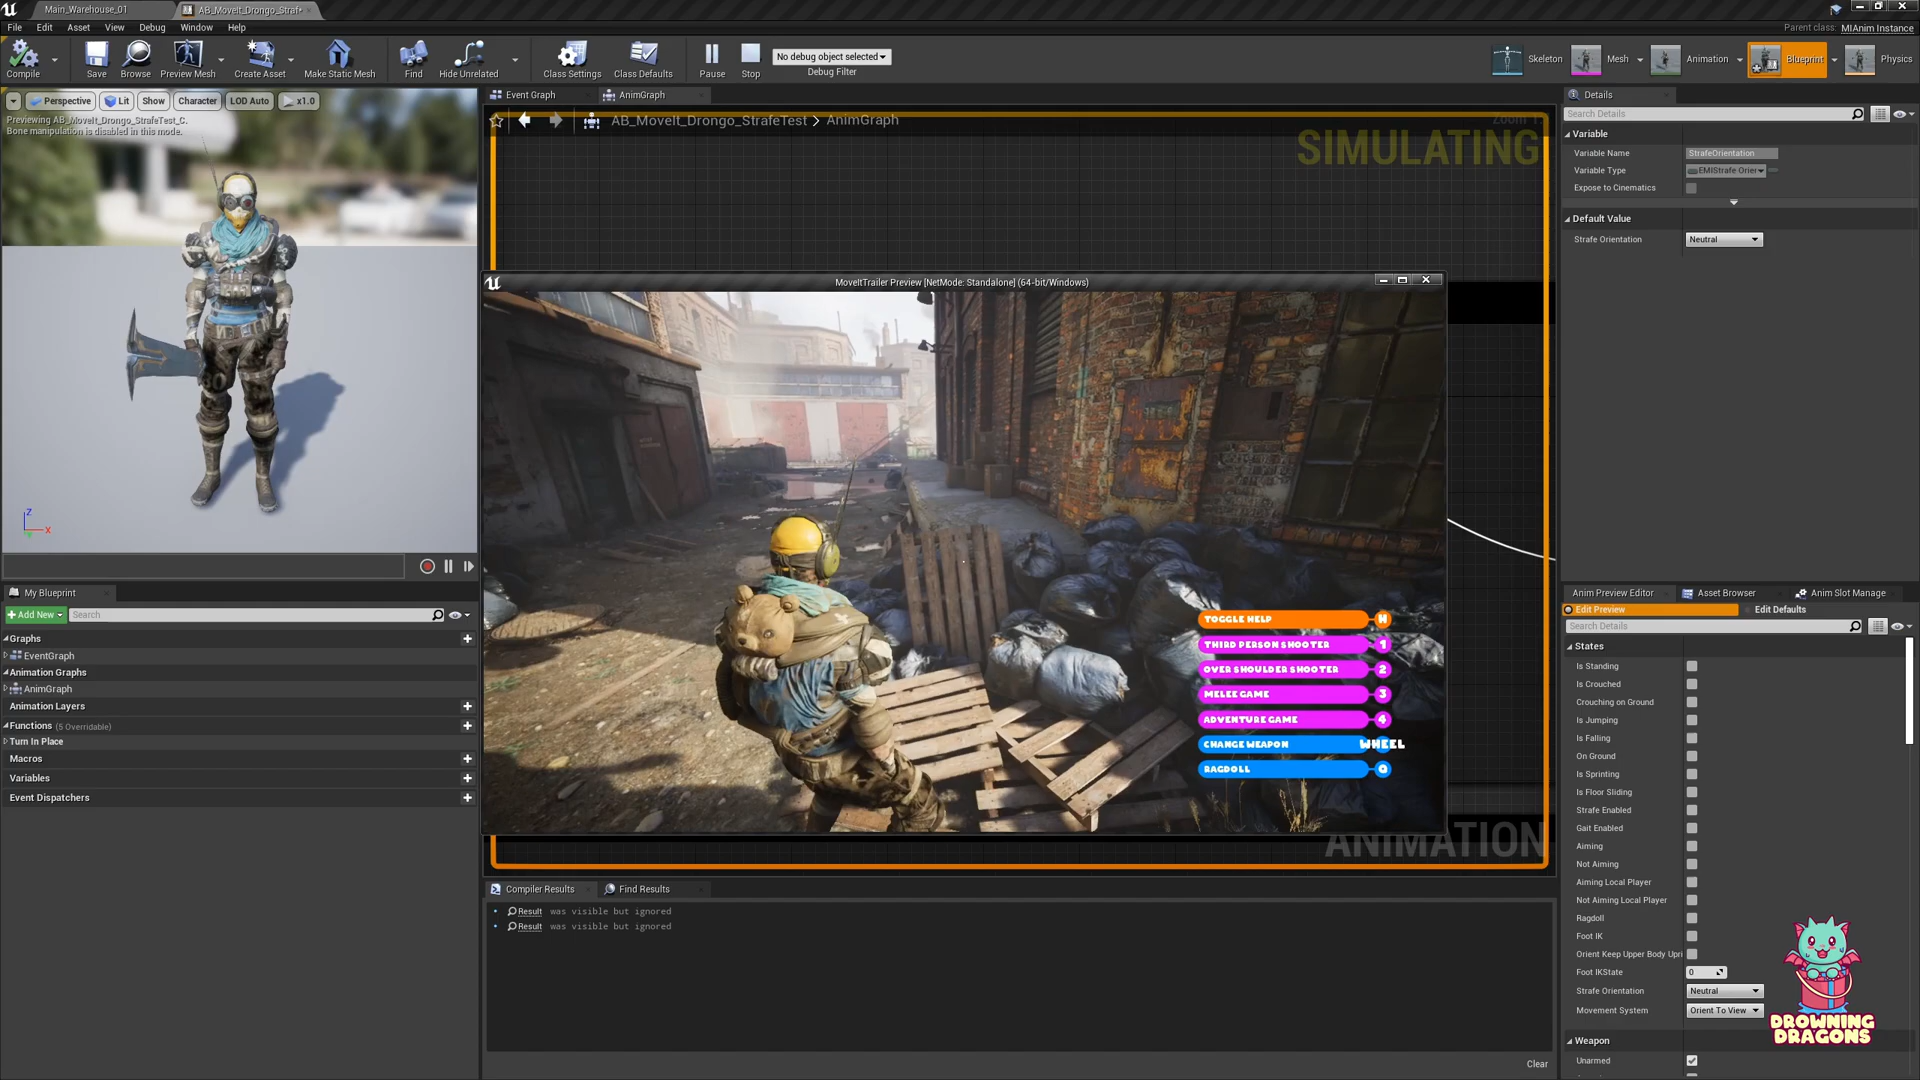 Main_Warehouse_01
AB_MoveIt_Drongo_Straf*
File Edit Asset View Debug Window Help
Parent class: MIAnim Instance
Compile
Save
Browse
Preview Mesh
Create Asset
Make Static Mesh
Find
Hide Unrelated
Class Settings
Class Defaults
Pause
Stop
No debug object selected
Debug Filter
Skeleton
Mesh
Animation
Blueprint
Physics
Perspective Lit Show Character LOD Auto x1.0
Previewing AB_MoveIt_Drongo_StrafeTest_C.
Bone manipulation is disabled in this mode.
Z
X
Event Graph
AnimGraph
AB_MoveIt_Drongo_StrafeTest > AnimGraph
SIMULATING
MoveItTrailer Preview [NetMode: Standalone] (64-bit/Windows)
TOGGLE HELP H
THIRD PERSON SHOOTER 1
OVER SHOULDER SHOOTER 2
MELEE GAME 3
ADVENTURE GAME 4
CHANGE WEAPON WHEEL
RAGDOLL Q
ANIMATION
My Blueprint
Add New
Search
Graphs
EventGraph
Animation Graphs
AnimGraph
Animation Layers
Functions (5 Overridable)
Turn In Place
Macros
Variables
Event Dispatchers
Compiler Results
Find Results
Result was visible but ignored
Result was visible but ignored
Clear
Details
Search Details
Variable
Variable Name StrafeOrientation
Variable Type EMIStrafe Orier
Expose to Cinematics
Default Value
Strafe Orientation Neutral
Anim Preview Editor
Asset Browser
Anim Slot Manage
Edit Preview
Edit Defaults
Search Details
States
Is Standing
Is Crouched
Crouching on Ground
Is Jumping
Is Falling
On Ground
Is Sprinting
Is Floor Sliding
Strafe Enabled
Gait Enabled
Aiming
Not Aiming
Aiming Local Player
Not Aiming Local Player
Ragdoll
Foot IK
Orient Keep Upper Body Upri
Foot IKState 0
Strafe Orientation Neutral
Movement System Orient To View
Weapon
Unarmed
DROWNING
DRAGONS